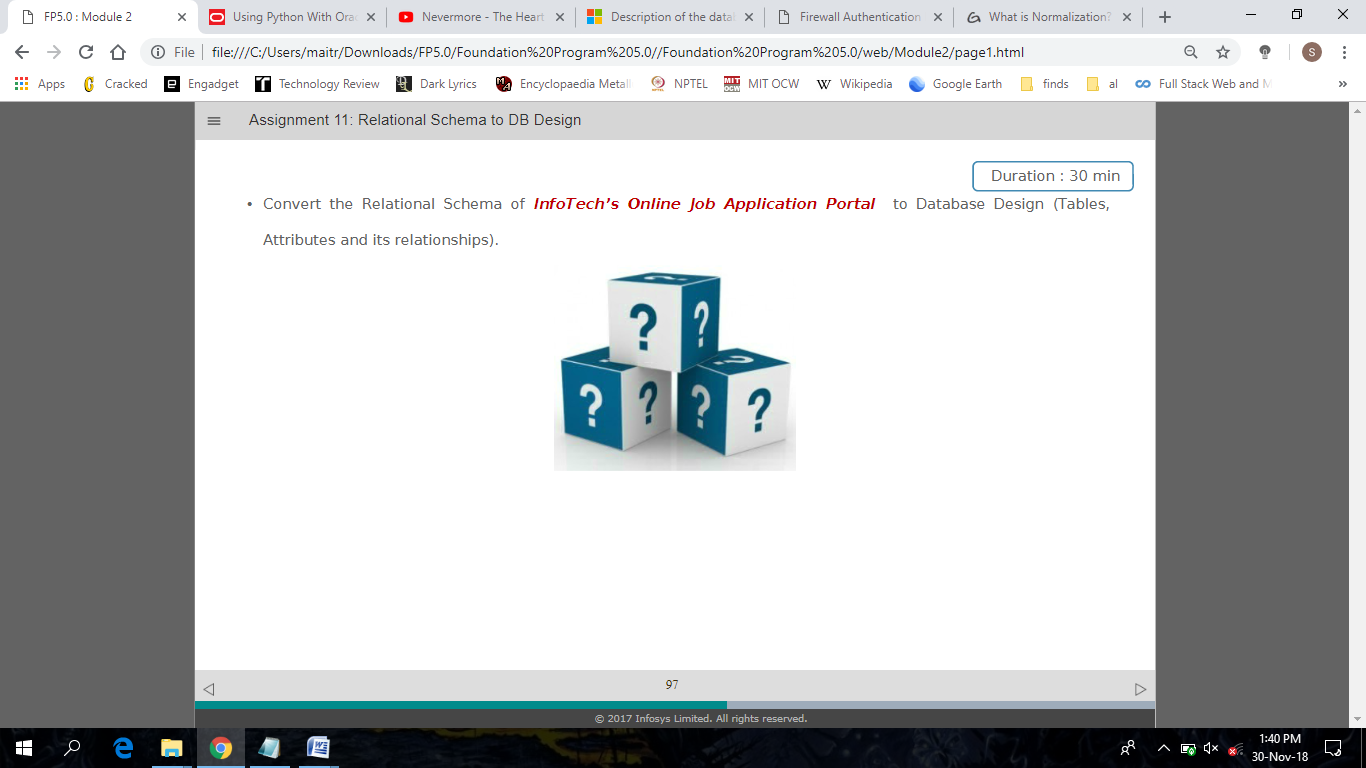 FP5.0 : Module 2
Using Python With Orac
Nevermore - The Heart
Description of the datal
Firewall Authentication
What is Normalization?
File
file:///C:/Users/maitr/Downloads/FP5.0/Foundation%20Program%205.0//Foundation%20Program%205.0/web/Module2/page1.html
S
Apps
Cracked
Engadget
Technology Review
Dark Lyrics
Encyclopaedia Metall
NPTEL
MIT OCW
Wikipedia
Google Earth
finds
al
Full Stack Web and M
»
Assignment 11: Relational Schema to DB Design
Duration : 30 min
• Convert the Relational Schema of InfoTech’s Online Job Application Portal to Database Design (Tables,
Attributes and its relationships).
?
? ?
? ? ? ?
97
© 2017 Infosys Limited. All rights reserved.
1:40 PM
30-Nov-18